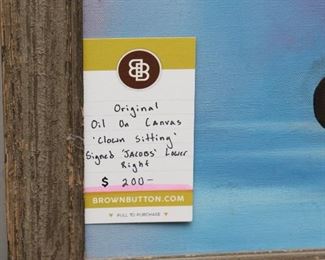 BB
Original
Oil On Canvas
'Clown Sitting'
Signed 'JACOBS' Lower
Right
$ 200-
BROWNBUTTON.COM
PULL TO PURCHASE